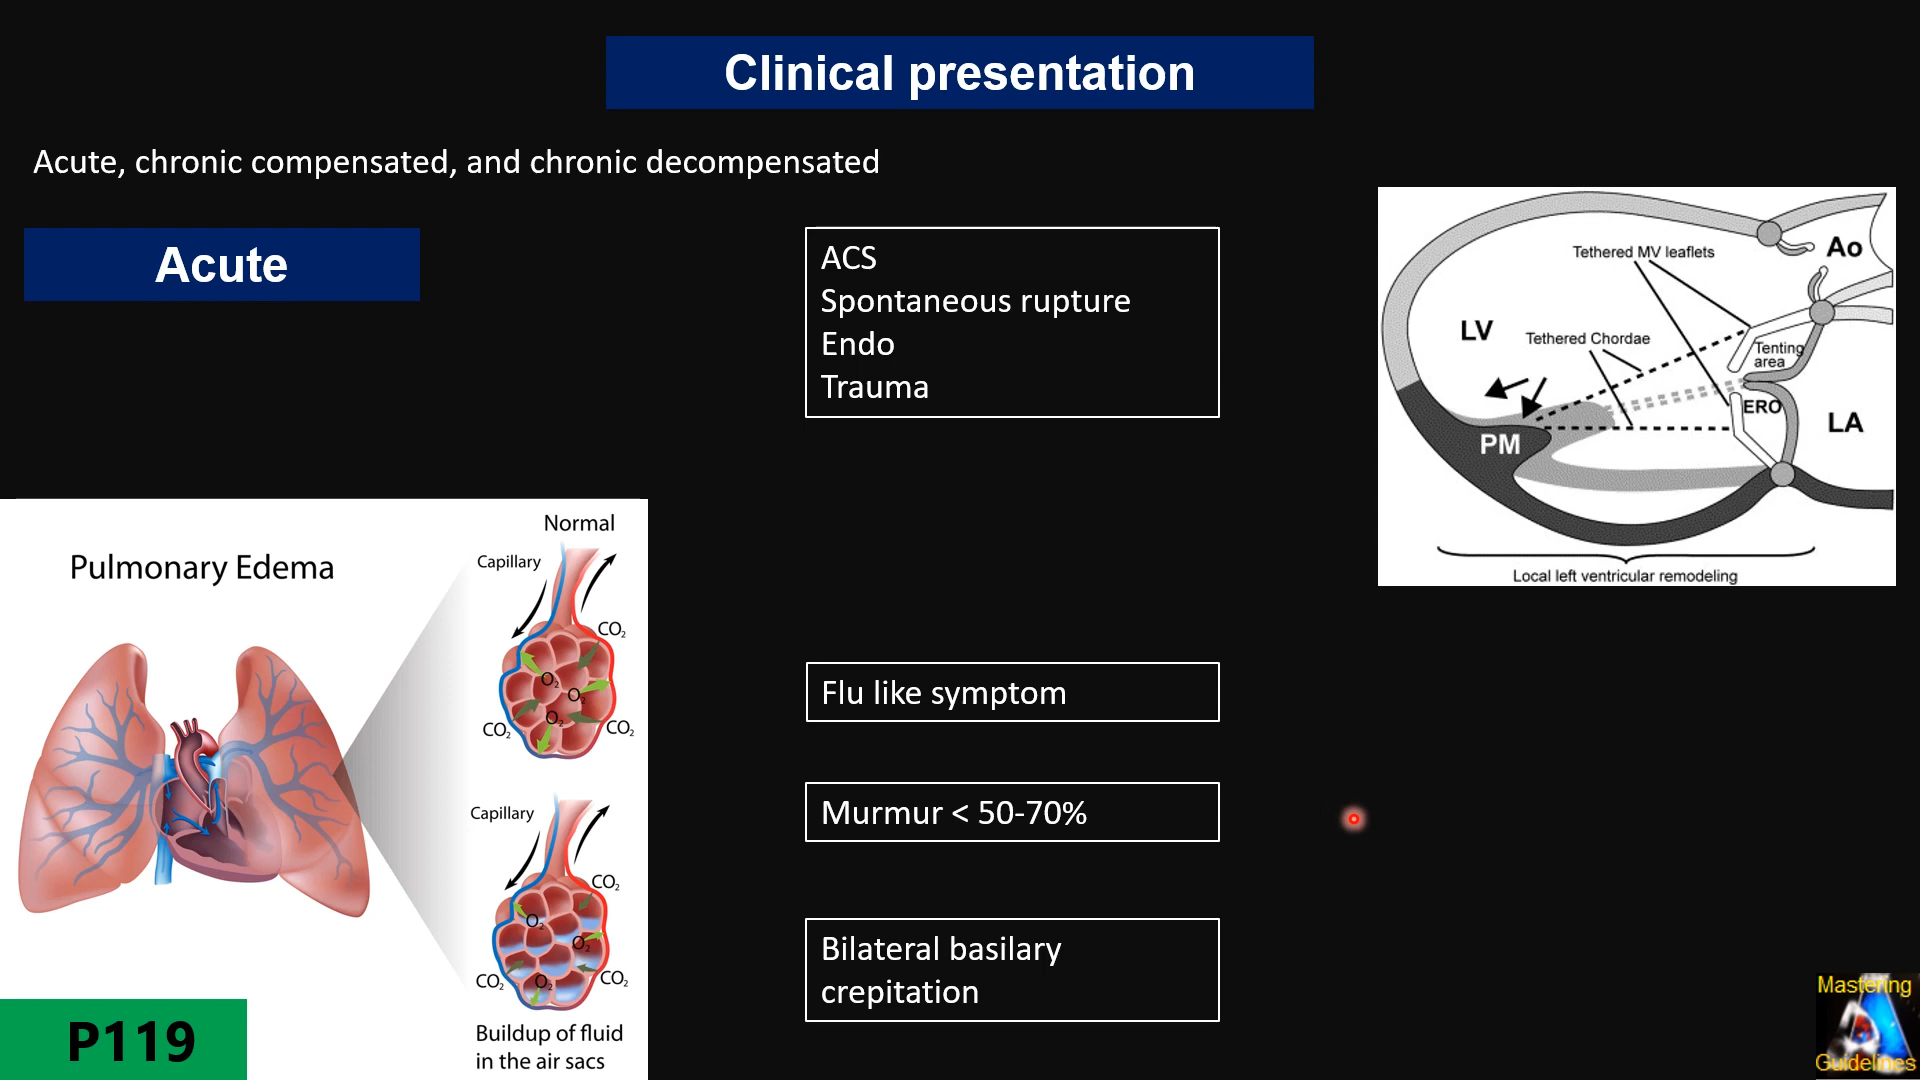 Clinical presentation
Acute, chronic compensated, and chronic decompensated
Acute
ACS
Spontaneous rupture
Endo
Trauma
Tethered MV leaflets
Ao
LV
Tethered Chordae
Tenting
area
ERO
LA
PM
Local left ventricular remodeling
Pulmonary Edema
Normal
Capillary
CO₂
O₂
O₂
O₂
CO₂
CO₂
Capillary
CO₂
O₂
O₂
CO₂
O₂
CO₂
Buildup of fluid
in the air sacs
Flu like symptom
Murmur < 50-70%
Bilateral basilary
crepitation
P119
Mastering
Guidelines